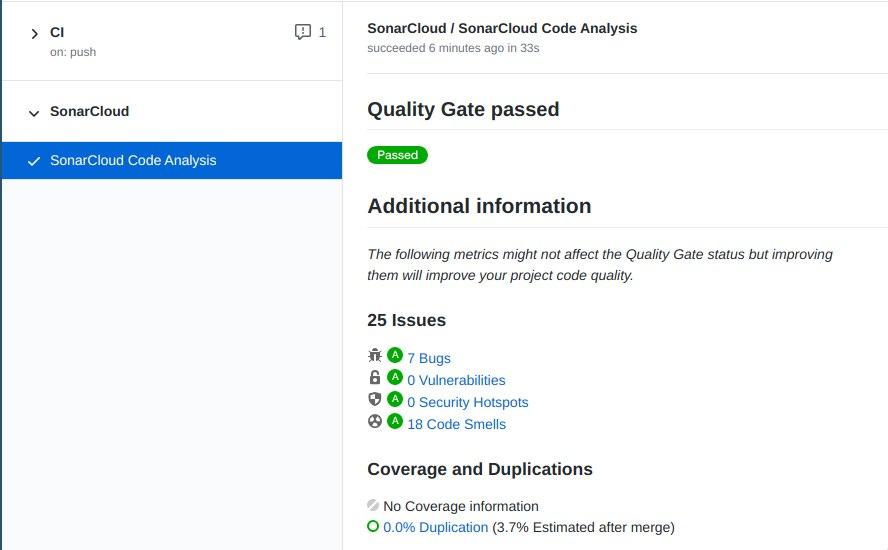 CI
1
on: push
SonarCloud
SonarCloud Code Analysis
SonarCloud / SonarCloud Code Analysis
succeeded 6 minutes ago in 33s
Quality Gate passed
Passed
Additional information
The following metrics might not affect the Quality Gate status but improving
them will improve your project code quality.
25 Issues
A 7 Bugs
A 0 Vulnerabilities
A 0 Security Hotspots
A 18 Code Smells
Coverage and Duplications
No Coverage information
0.0% Duplication (3.7% Estimated after merge)